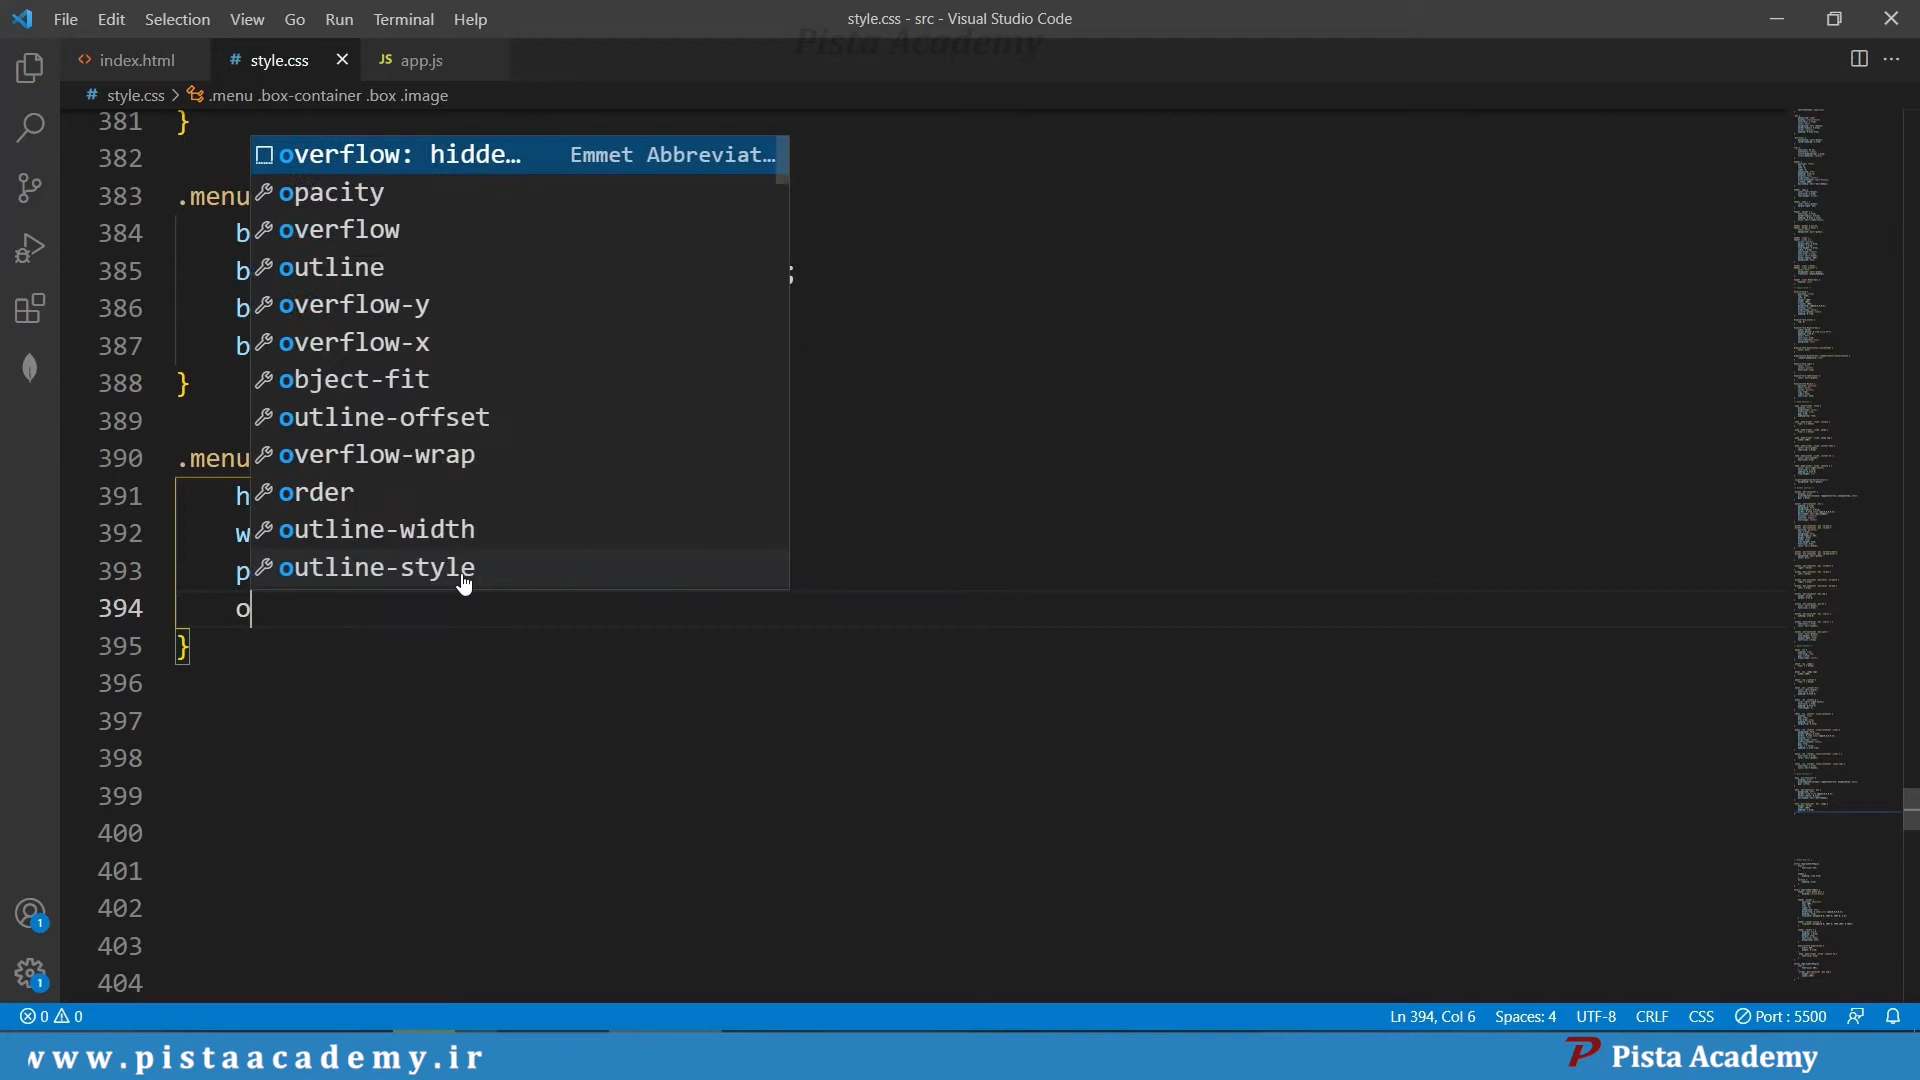 File Edit Selection View Go Run Terminal Help
style.css - src - Visual Studio Code
Pista Academy
<> index.html
# style.css
JS app.js
# style.css > .menu .box-container .box .image
381 }
382
overflow: hidde… Emmet Abbreviat…
opacity
383 .menu
overflow
384 b
outline
385 b ;
overflow-y
386 b
overflow-x
387 b
object-fit
388 }
outline-offset
389
overflow-wrap
390 .menu
order
391 h
outline-width
392 w
outline-style
393 p
394 o
395 }
396
397
398
399
400
401
402
403
404
1
1
0 0
Ln 394, Col 6 Spaces: 4 UTF-8 CRLF CSS Port : 5500
www.pistaacademy.ir
P Pista Academy